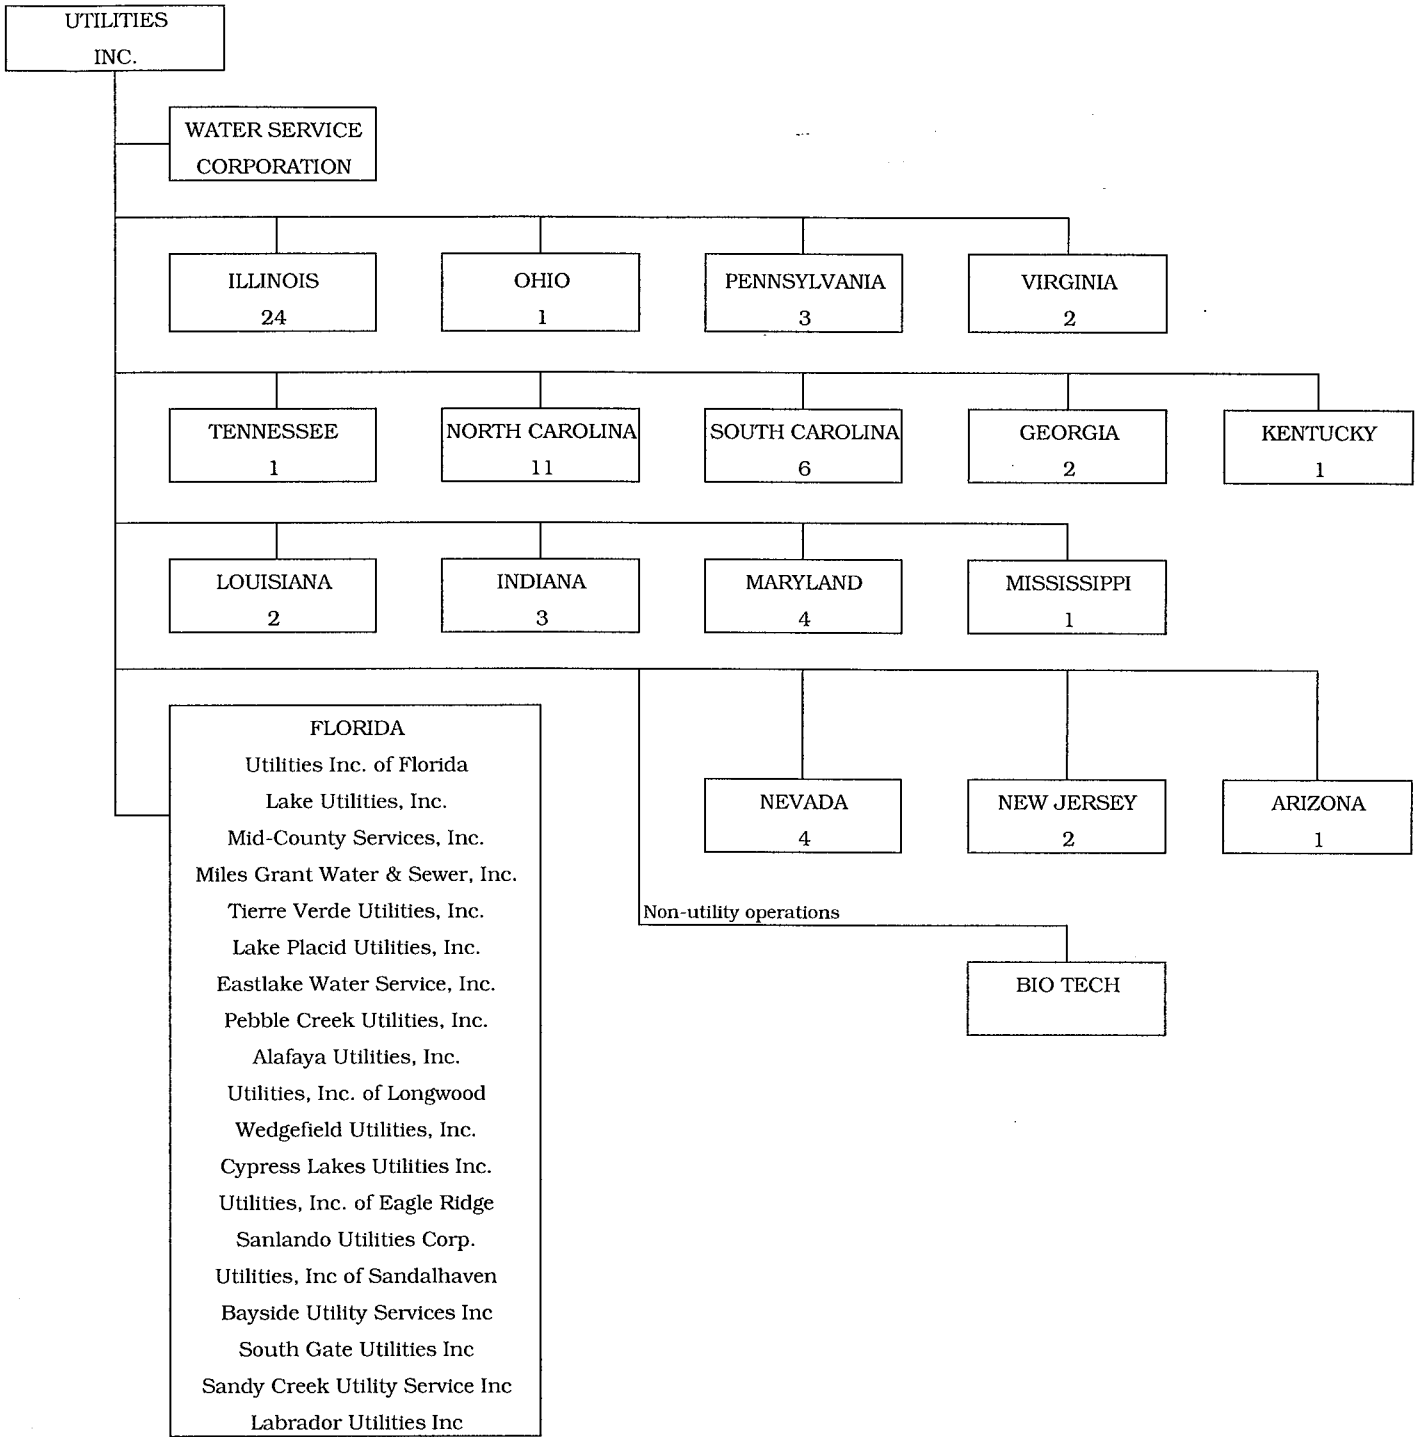 UTILITIES
INC.
WATER SERVICE
CORPORATION
ILLINOIS
24
OHIO
1
PENNSYLVANIA
3
VIRGINIA
2
TENNESSEE
1
NORTH CAROLINA
11
SOUTH CAROLINA
6
GEORGIA
2
KENTUCKY
1
LOUISIANA
2
INDIANA
3
MARYLAND
4
MISSISSIPPI
1
FLORIDA
Utilities Inc. of Florida
Lake Utilities, Inc.
Mid-County Services, Inc.
Miles Grant Water & Sewer, Inc.
Tierre Verde Utilities, Inc.
Lake Placid Utilities, Inc.
Eastlake Water Service, Inc.
Pebble Creek Utilities, Inc.
Alafaya Utilities, Inc.
Utilities, Inc. of Longwood
Wedgefield Utilities, Inc.
Cypress Lakes Utilities Inc.
Utilities, Inc. of Eagle Ridge
Sanlando Utilities Corp.
Utilities, Inc of Sandalhaven
Bayside Utility Services Inc
South Gate Utilities Inc
Sandy Creek Utility Service Inc
Labrador Utilities Inc
NEVADA
4
NEW JERSEY
2
ARIZONA
1
Non-utility operations
BIO TECH